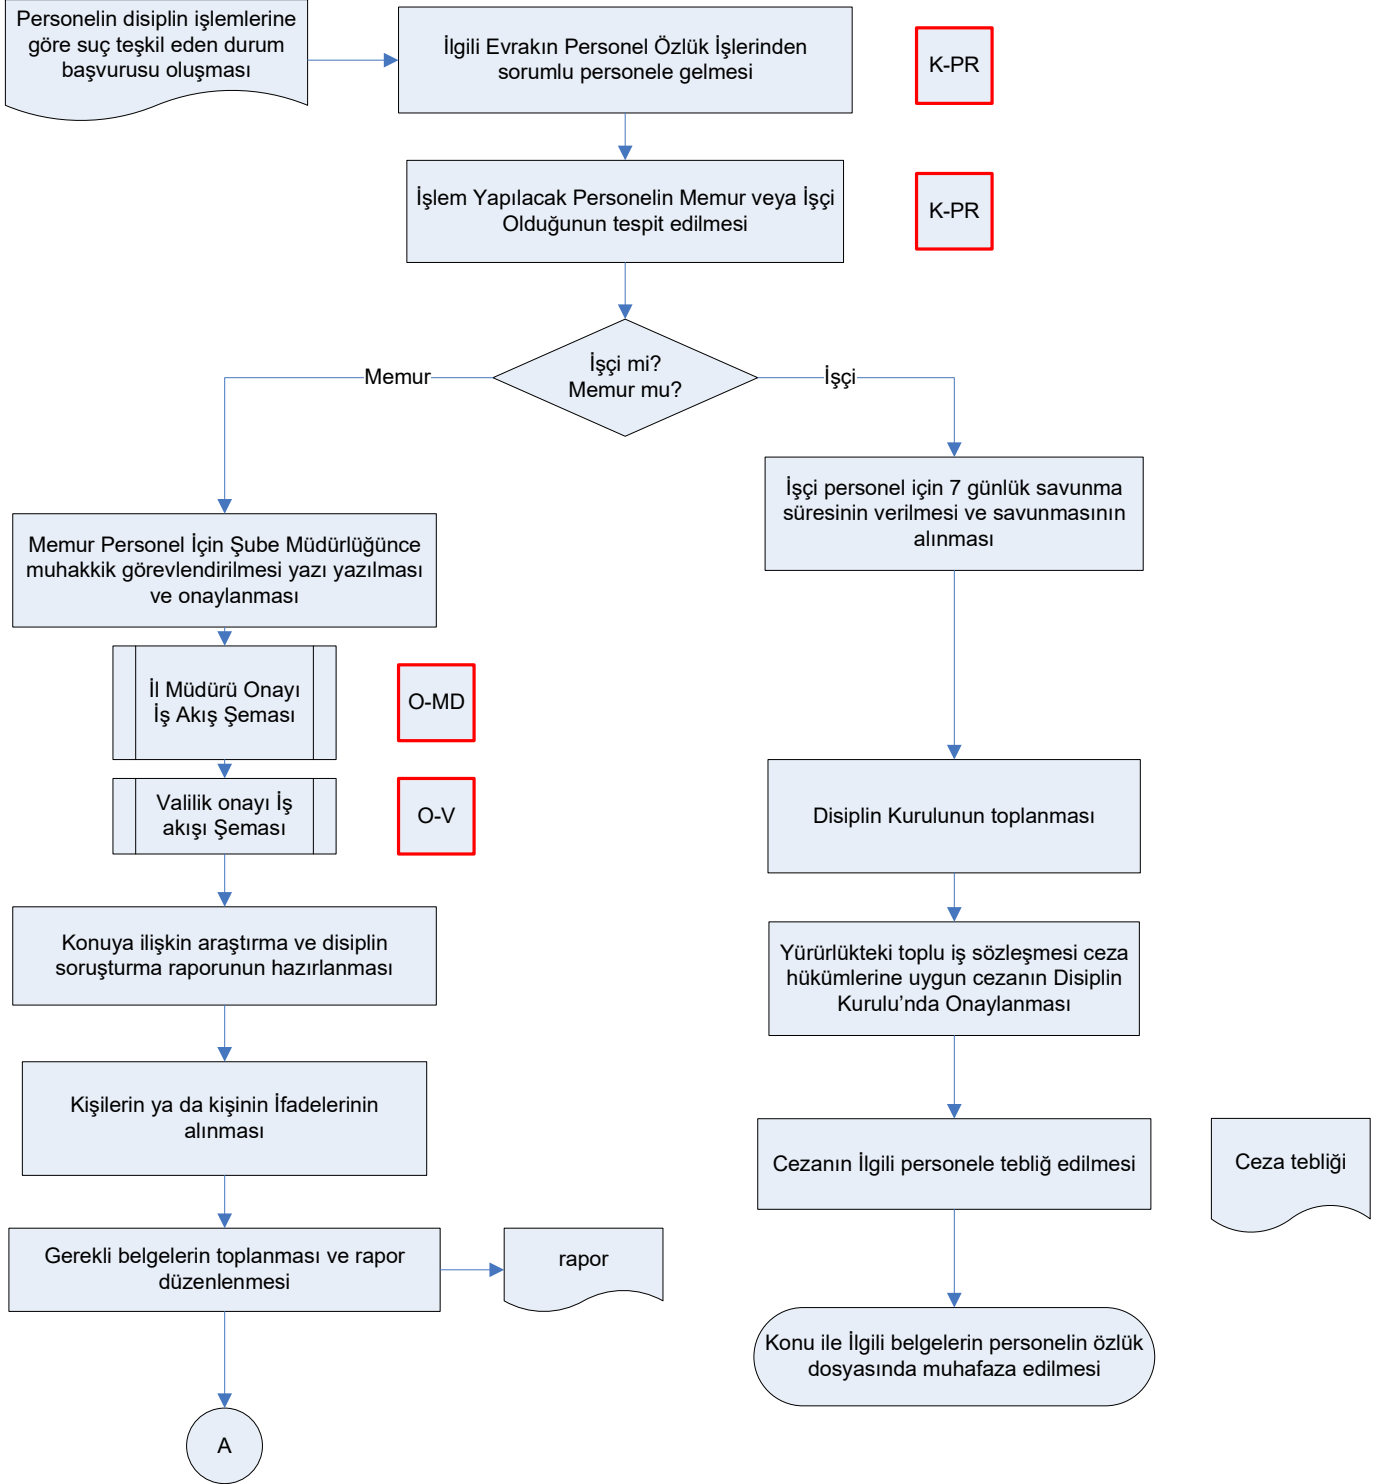 Personelin disiplin işlemlerine
göre suç teşkil eden durum
başvurusu oluşması
İlgili Evrakın Personel Özlük İşlerinden
sorumlu personele gelmesi
K-PR
İşlem Yapılacak Personelin Memur veya İşçi
Olduğunun tespit edilmesi
K-PR
İşçi mi?
Memur mu?
Memur
İşçi
Memur Personel İçin Şube Müdürlüğünce
muhakkik görevlendirilmesi yazı yazılması
ve onaylanması
İl Müdürü Onayı
İş Akış Şeması
O-MD
Valilik onayı İş
akışı Şeması
O-V
Konuya ilişkin araştırma ve disiplin
soruşturma raporunun hazırlanması
Kişilerin ya da kişinin İfadelerinin
alınması
Gerekli belgelerin toplanması ve rapor
düzenlenmesi
rapor
A
İşçi personel için 7 günlük savunma
süresinin verilmesi ve savunmasının
alınması
Disiplin Kurulunun toplanması
Yürürlükteki toplu iş sözleşmesi ceza
hükümlerine uygun cezanın Disiplin
Kurulu’nda Onaylanması
Cezanın İlgili personele tebliğ edilmesi
Ceza tebliği
Konu ile İlgili belgelerin personelin özlük
dosyasında muhafaza edilmesi